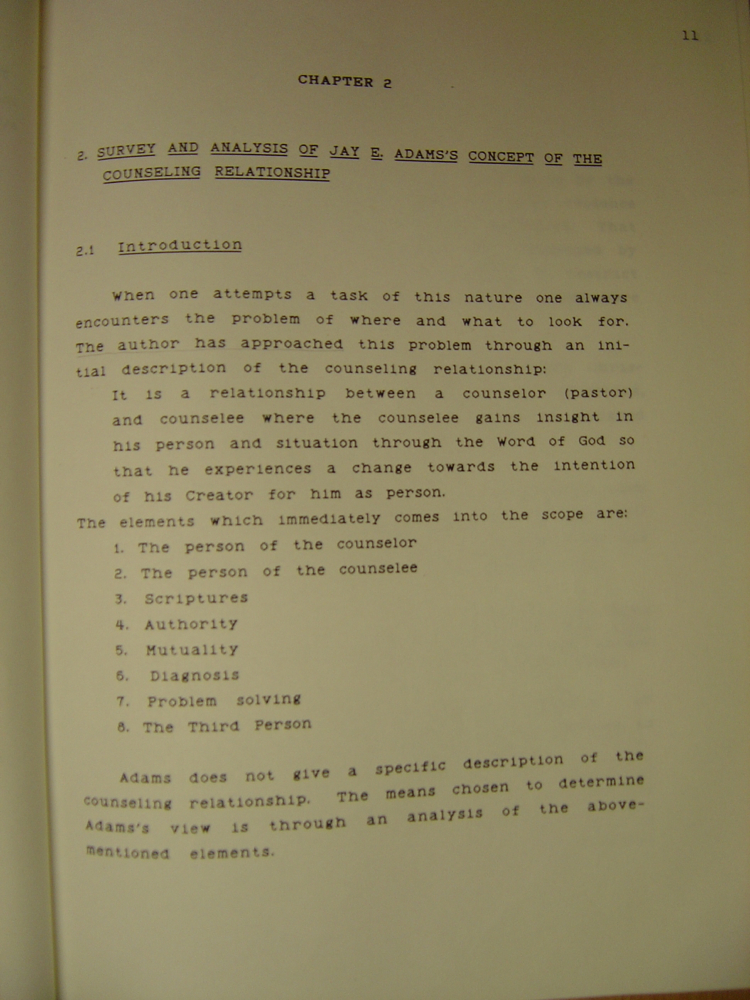 11
CHAPTER 2
2. SURVEY AND ANALYSIS OF JAY E. ADAMS'S CONCEPT OF THE
COUNSELING RELATIONSHIP
2.1 Introduction
When one attempts a task of this nature one always
encounters the problem of where and what to look for.
The author has approached this problem through an ini-
tial description of the counseling relationship:
It is a relationship between a counselor (pastor)
and counselee where the counselee gains insight in
his person and situation through the Word of God so
that he experiences a change towards the intention
of his Creator for him as person.
The elements which immediately comes into the scope are:
1. The person of the counselor
2. The person of the counselee
3. Scriptures
4. Authority
5. Mutuality
6. Diagnosis
7. Problem solving
8. The Third Person
Adams does not give a specific description of the
counseling relationship. The means chosen to determine
Adams's view is through an analysis of the above-
mentioned elements.